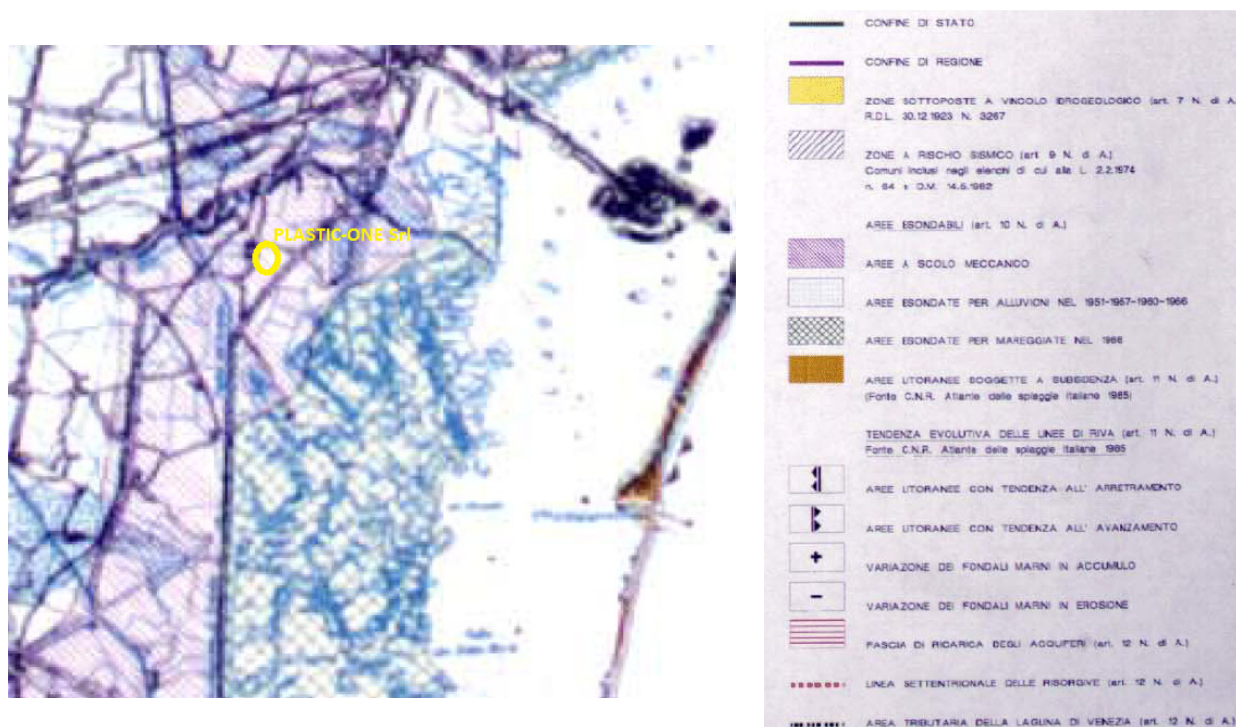 PLASTIC-ONE Srl
CONFINE DI STATO
CONFINE DI REGIONE
ZONE SOTTOPOSTE A VINCOLO IDROGEOLOGICO (art. 7 N. di A.
R.D.L. 30.12.1923 N. 3267
ZONE A RISCHIO SISMICO (art. 9 N. di A.)
Comuni inclusi negli elenchi di cui alla L. 2.2.1974
n. 64 e D.M. 14.5.1982
AREE ESONDABILI (art. 10 N. di A.)
AREE A SCOLO MECCANICO
AREE ESONDATE PER ALLUVIONI NEL 1951-1957-1960-1966
AREE ESONDATE PER MAREGGIATE NEL 1966
AREE LITORANEE SOGGETTE A SUBSIDENZA (art. 11 N. di A.)
(Fonte C.N.R. Atlante delle spiagge italiane 1985)
TENDENZA EVOLUTIVA DELLE LINEE DI RIVA (art. 11 N. di A.)
Fonte C.N.R. Atlante delle spiagge italiane 1985
AREE LITORANEE CON TENDENZA ALL' ARRETRAMENTO
AREE LITORANEE CON TENDENZA ALL' AVANZAMENTO
VARIAZIONE DEI FONDALI MARINI IN ACCUMULO
VARIAZIONE DEI FONDALI MARINI IN EROSIONE
FASCIA DI RICARICA DEGLI ACQUIFERI (art. 12 N. di A.)
LINEA SETTENTRIONALE DELLE RISORGIVE (art. 12 N. di A.)
AREA TRIBUTARIA DELLA LAGUNA DI VENEZIA (art. 12 N. di A.)